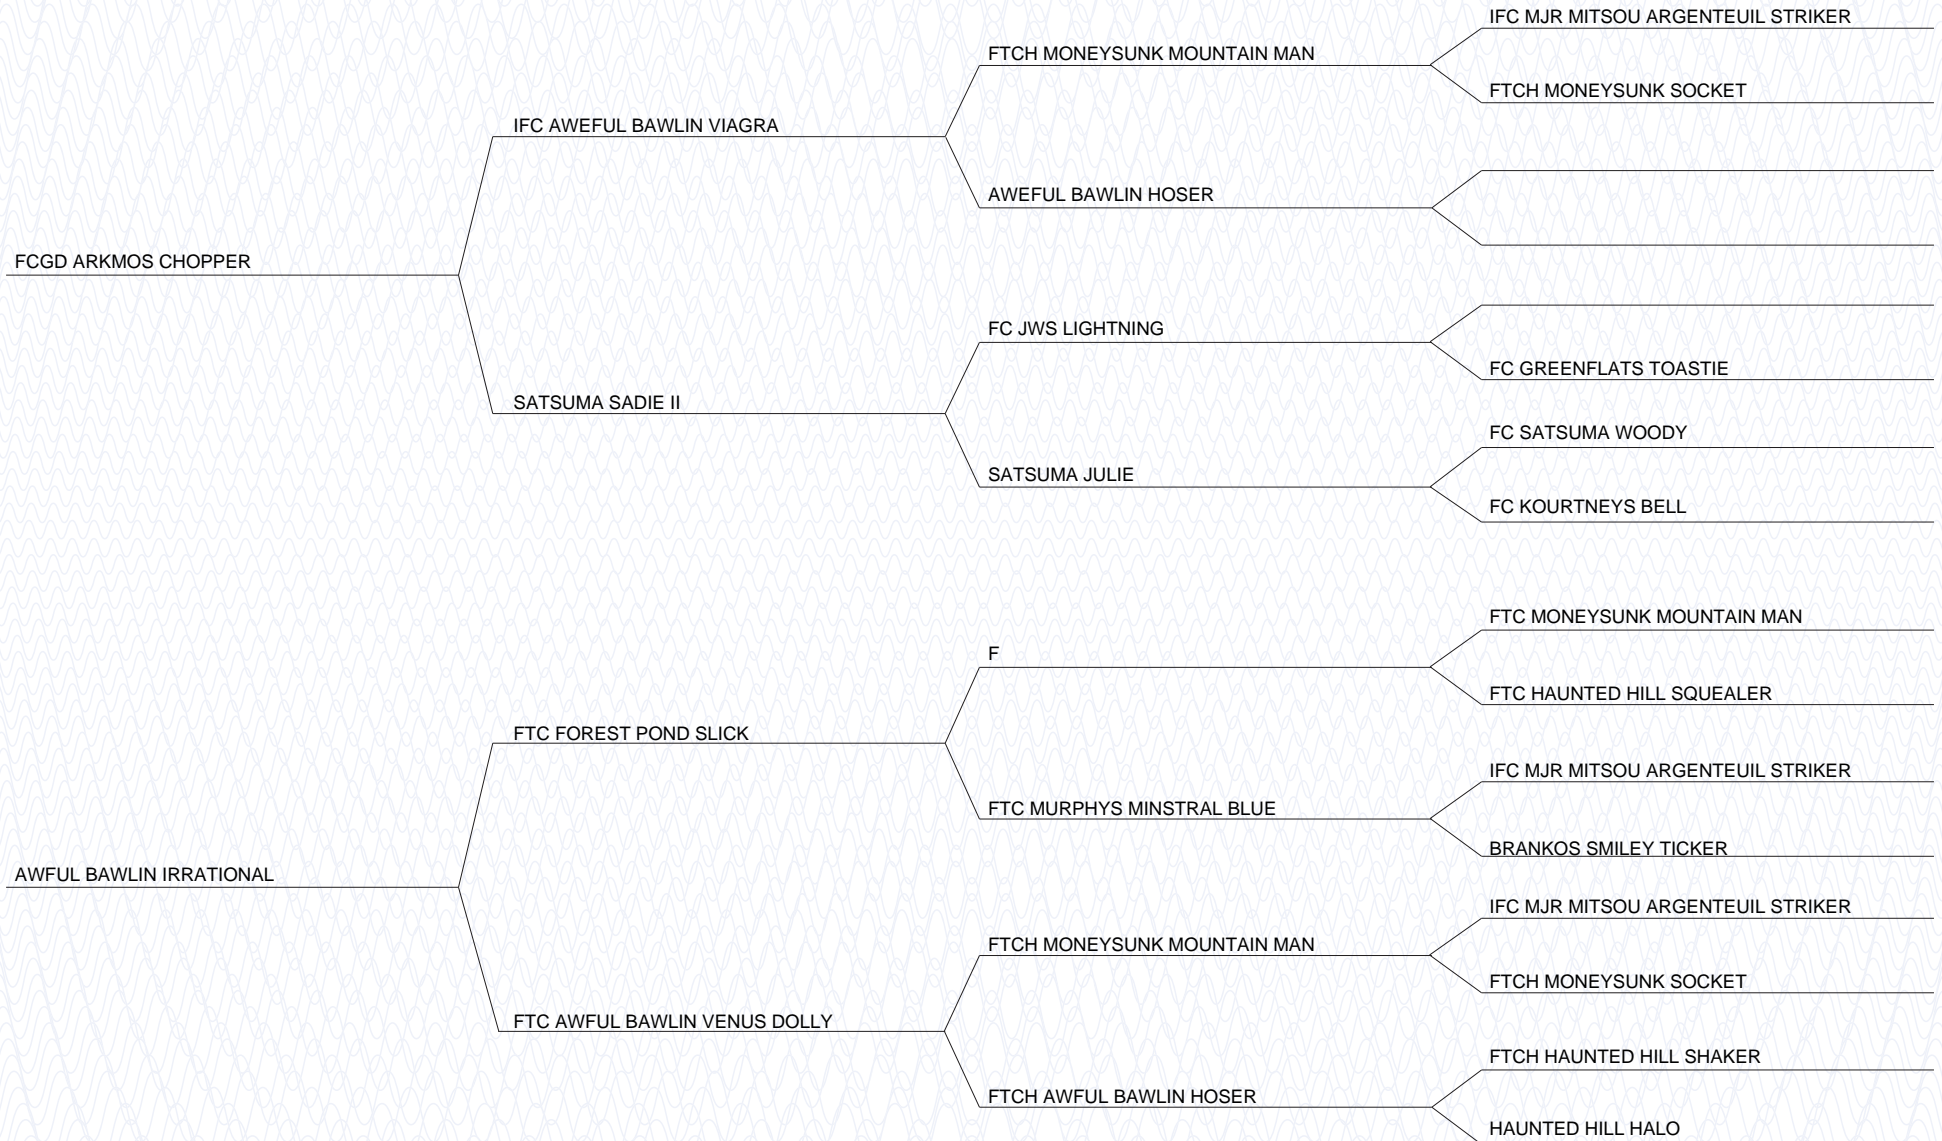 IFC MJR MITSOU ARGENTEUIL STRIKER
FTCH MONEYSUNK MOUNTAIN MAN
FTCH MONEYSUNK SOCKET
IFC AWEFUL BAWLIN VIAGRA
AWEFUL BAWLIN HOSER
FCGD ARKMOS CHOPPER
FC JWS LIGHTNING
FC GREENFLATS TOASTIE
SATSUMA SADIE II
FC SATSUMA WOODY
SATSUMA JULIE
FC KOURTNEYS BELL
FTC MONEYSUNK MOUNTAIN MAN
F
FTC HAUNTED HILL SQUEALER
FTC FOREST POND SLICK
IFC MJR MITSOU ARGENTEUIL STRIKER
FTC MURPHYS MINSTRAL BLUE
BRANKOS SMILEY TICKER
AWFUL BAWLIN IRRATIONAL
IFC MJR MITSOU ARGENTEUIL STRIKER
FTCH MONEYSUNK MOUNTAIN MAN
FTCH MONEYSUNK SOCKET
FTC AWFUL BAWLIN VENUS DOLLY
FTCH HAUNTED HILL SHAKER
FTCH AWFUL BAWLIN HOSER
HAUNTED HILL HALO